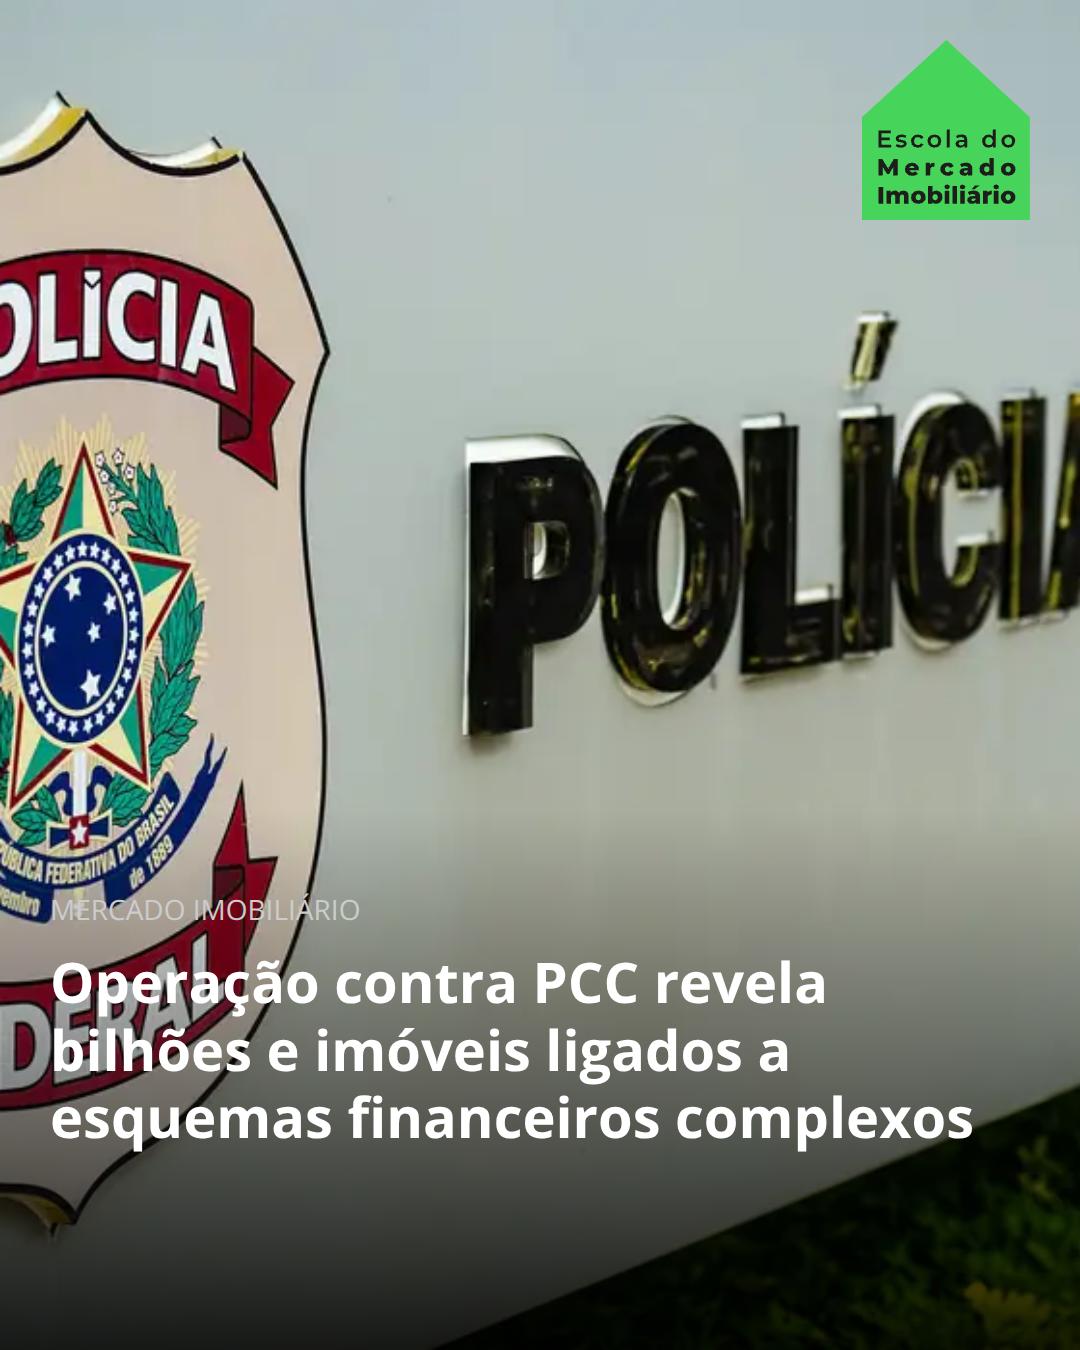 Escola do
Mercado
Imobiliário
POLÍCIA
REPÚBLICA FEDERATIVA DO BRASIL
de 1889
POLÍCIA
MERCADO IMOBILIÁRIO
Operação contra PCC revela
bilhões e imóveis ligados a
esquemas financeiros complexos